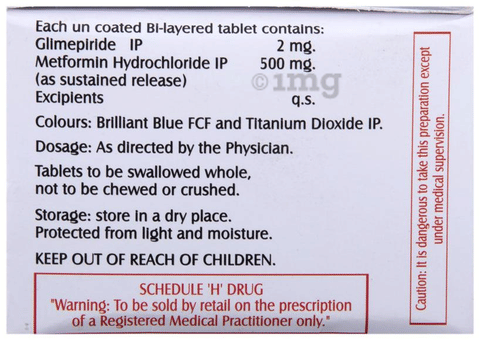 Each un coated Bi-layered tablet contains:
Glimepiride IP 2 mg.
Metformin Hydrochloride IP 500 mg.
(as sustained release)
Excipients q.s.
Colours: Brilliant Blue FCF and Titanium Dioxide IP.
Dosage: As directed by the Physician.
Tablets to be swallowed whole,
not to be chewed or crushed.
Storage: store in a dry place.
Protected from light and moisture.
KEEP OUT OF REACH OF CHILDREN.
SCHEDULE 'H' DRUG
"Warning: To be sold by retail on the prescription
of a Registered Medical Practitioner only."
Caution: It is dangerous to take this preparation except
under medical supervision.
©1mg